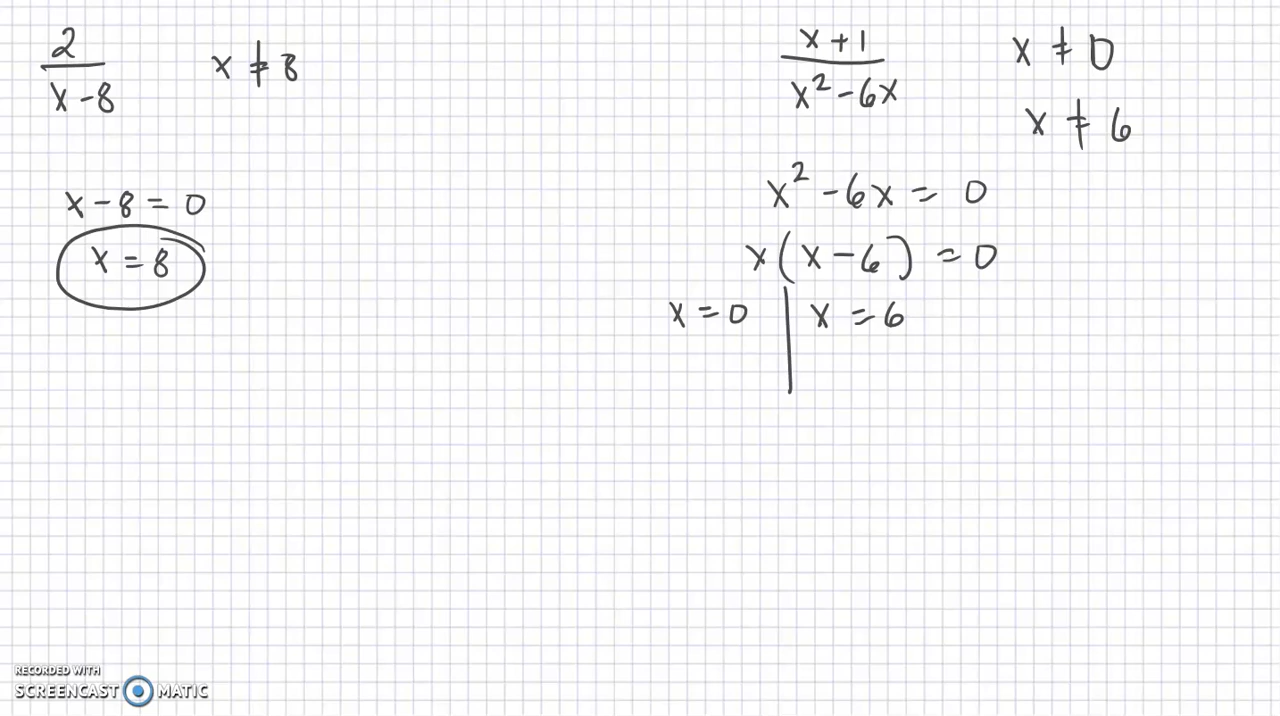 2/(x-8)   x ≠ 8
x - 8 = 0
x = 8
(x + 1)/(x² - 6x)   x ≠ 0
x ≠ 6
x² - 6x = 0
x(x - 6) = 0
x = 0 | x = 6
RECORDED WITH
SCREENCAST MATIC